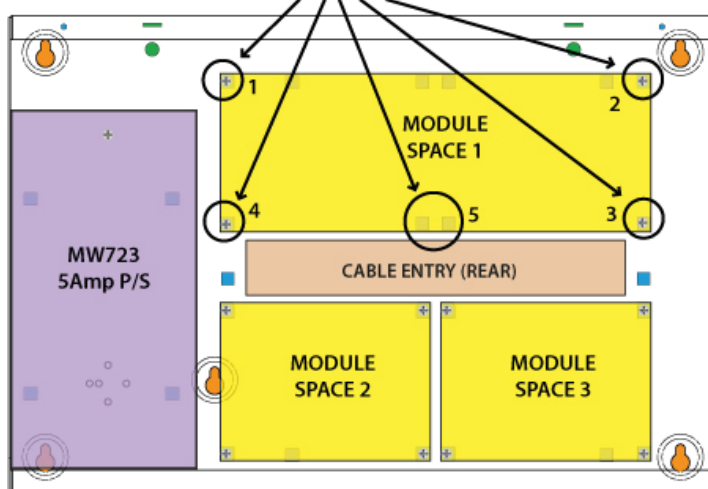 1
2
MODULE
SPACE 1
4
5
3
MW723
5Amp P/S
CABLE ENTRY (REAR)
MODULE
SPACE 2
MODULE
SPACE 3